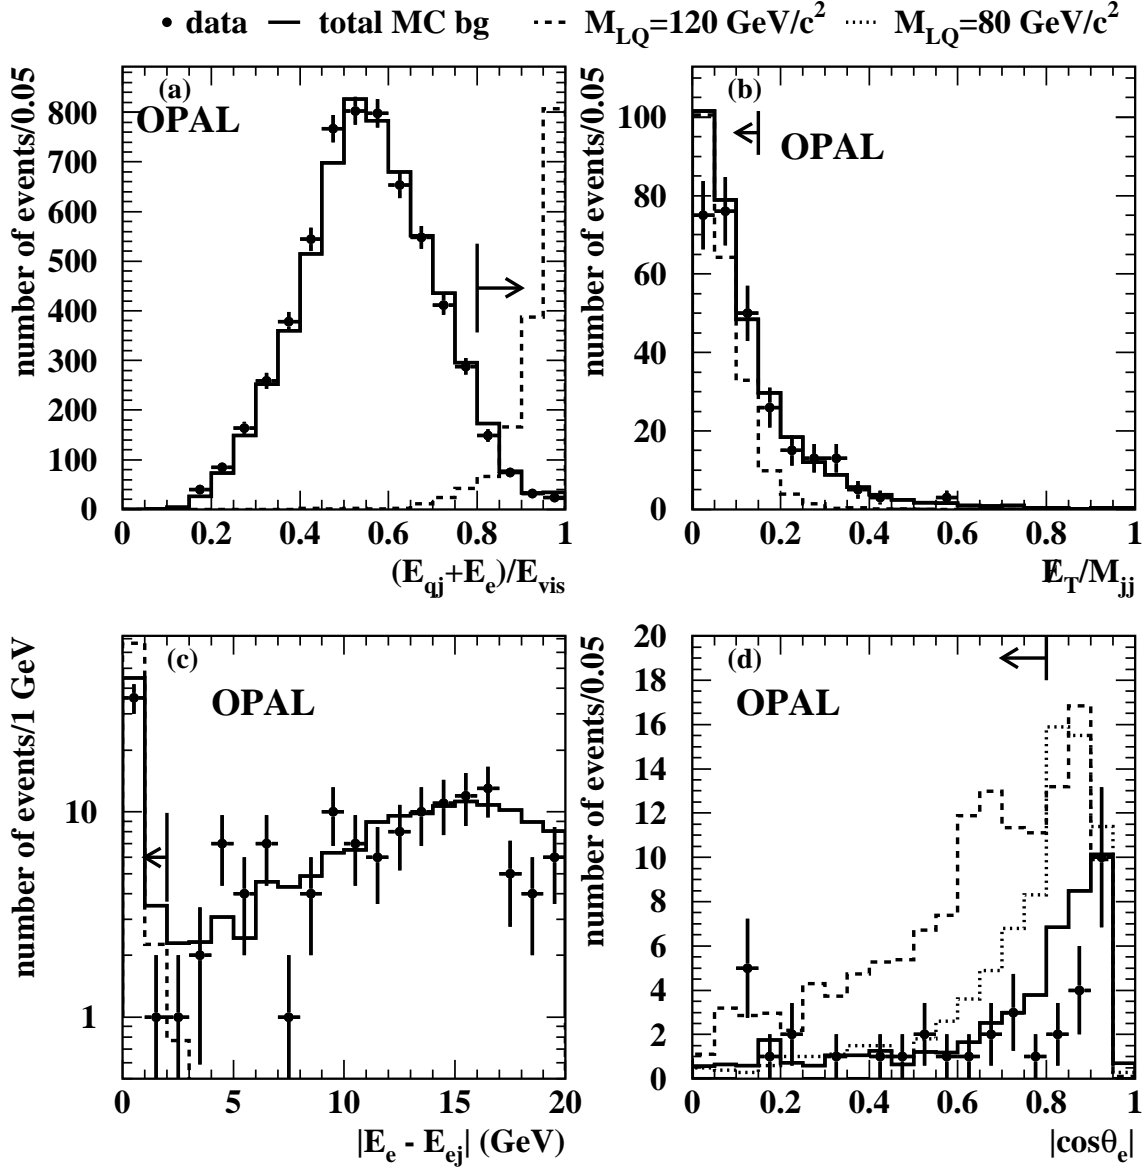 data total MC bg M_LQ=120 GeV/c^2 M_LQ=80 GeV/c^2
(a)
OPAL
number of events/0.05
800
700
600
500
400
300
200
100
0
0 0.2 0.4 0.6 0.8 1
(E_qj+E_e)/E_vis
(b)
OPAL
number of events/0.05
100
80
60
40
20
0
0 0.2 0.4 0.6 0.8 1
E̸_T/M_jj
(c)
OPAL
number of events/1 GeV
10
1
0 5 10 15 20
|E_e - E_ej| (GeV)
(d)
OPAL
number of events/0.05
20
18
16
14
12
10
8
6
4
2
0
0 0.2 0.4 0.6 0.8 1
|cosθ_e|